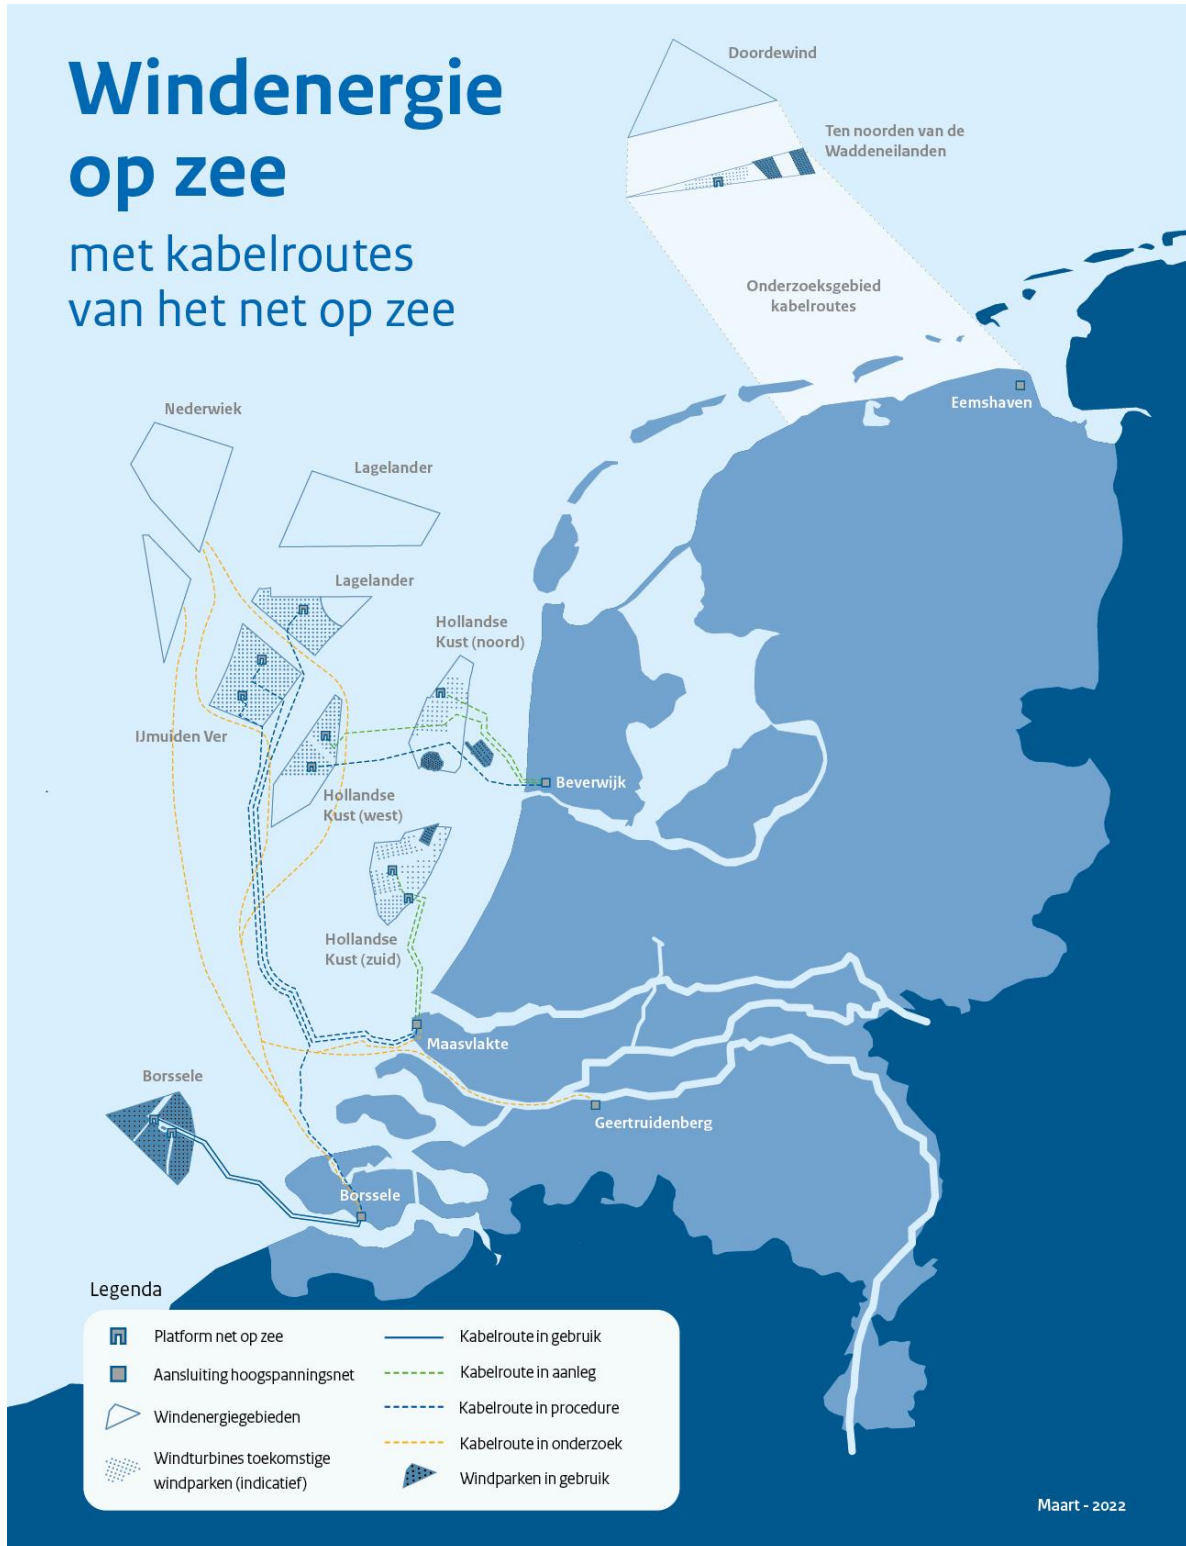 Windenergie
op zee
met kabelroutes
van het net op zee
Doordewind
Ten noorden van de
Waddeneilanden
Onderzoeksgebied
kabelroutes
Eemshaven
Nederwiek
Lagelander
Lagelander
Hollandse
Kust (noord)
IJmuiden Ver
Beverwijk
Hollandse
Kust (west)
Hollandse
Kust (zuid)
Maasvlakte
Borssele
Geertruidenberg
Borssele
Legenda
Platform net op zee
Aansluiting hoogspanningsnet
Windenergiegebieden
Windturbines toekomstige
windparken (indicatief)
Kabelroute in gebruik
Kabelroute in aanleg
Kabelroute in procedure
Kabelroute in onderzoek
Windparken in gebruik
Maart - 2022